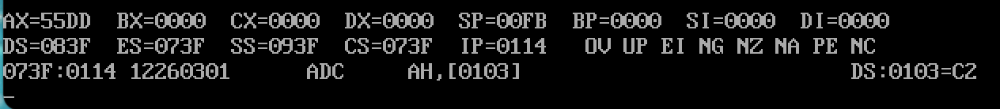 AX=55DD  BX=0000  CX=0000  DX=0000  SP=00FB  BP=0000  SI=0000  DI=0000
DS=083F  ES=073F  SS=093F  CS=073F  IP=0114   OV UP EI NG NZ NA PE NC
073F:0114 12260301      ADC     AH,[0103]                          DS:0103=C2
_